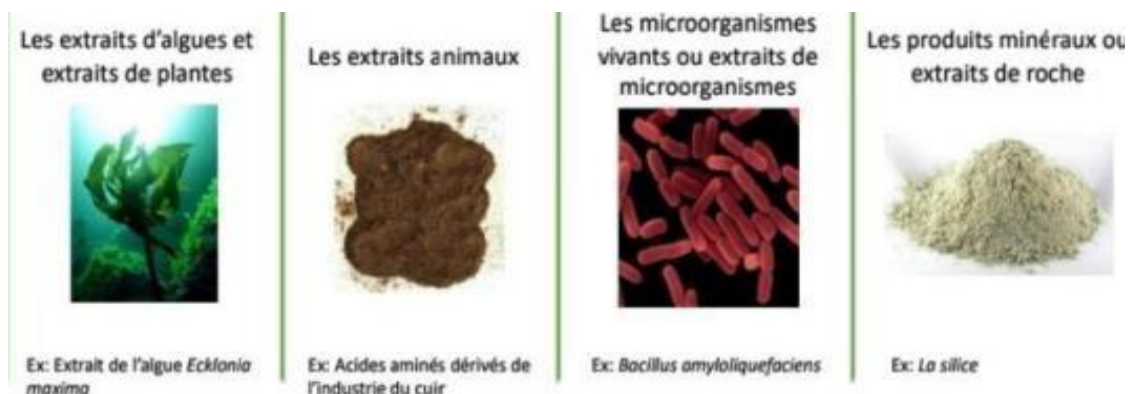 Les extraits d'algues et
extraits de plantes
Ex: Extrait de l'algue Ecklonia
maxima
Les extraits animaux
Ex: Acides aminés dérivés de
l'industrie du cuir
Les microorganismes
vivants ou extraits de
microorganismes
Ex: Bacillus amyloliquefaciens
Les produits minéraux ou
extraits de roche
Ex: La silice